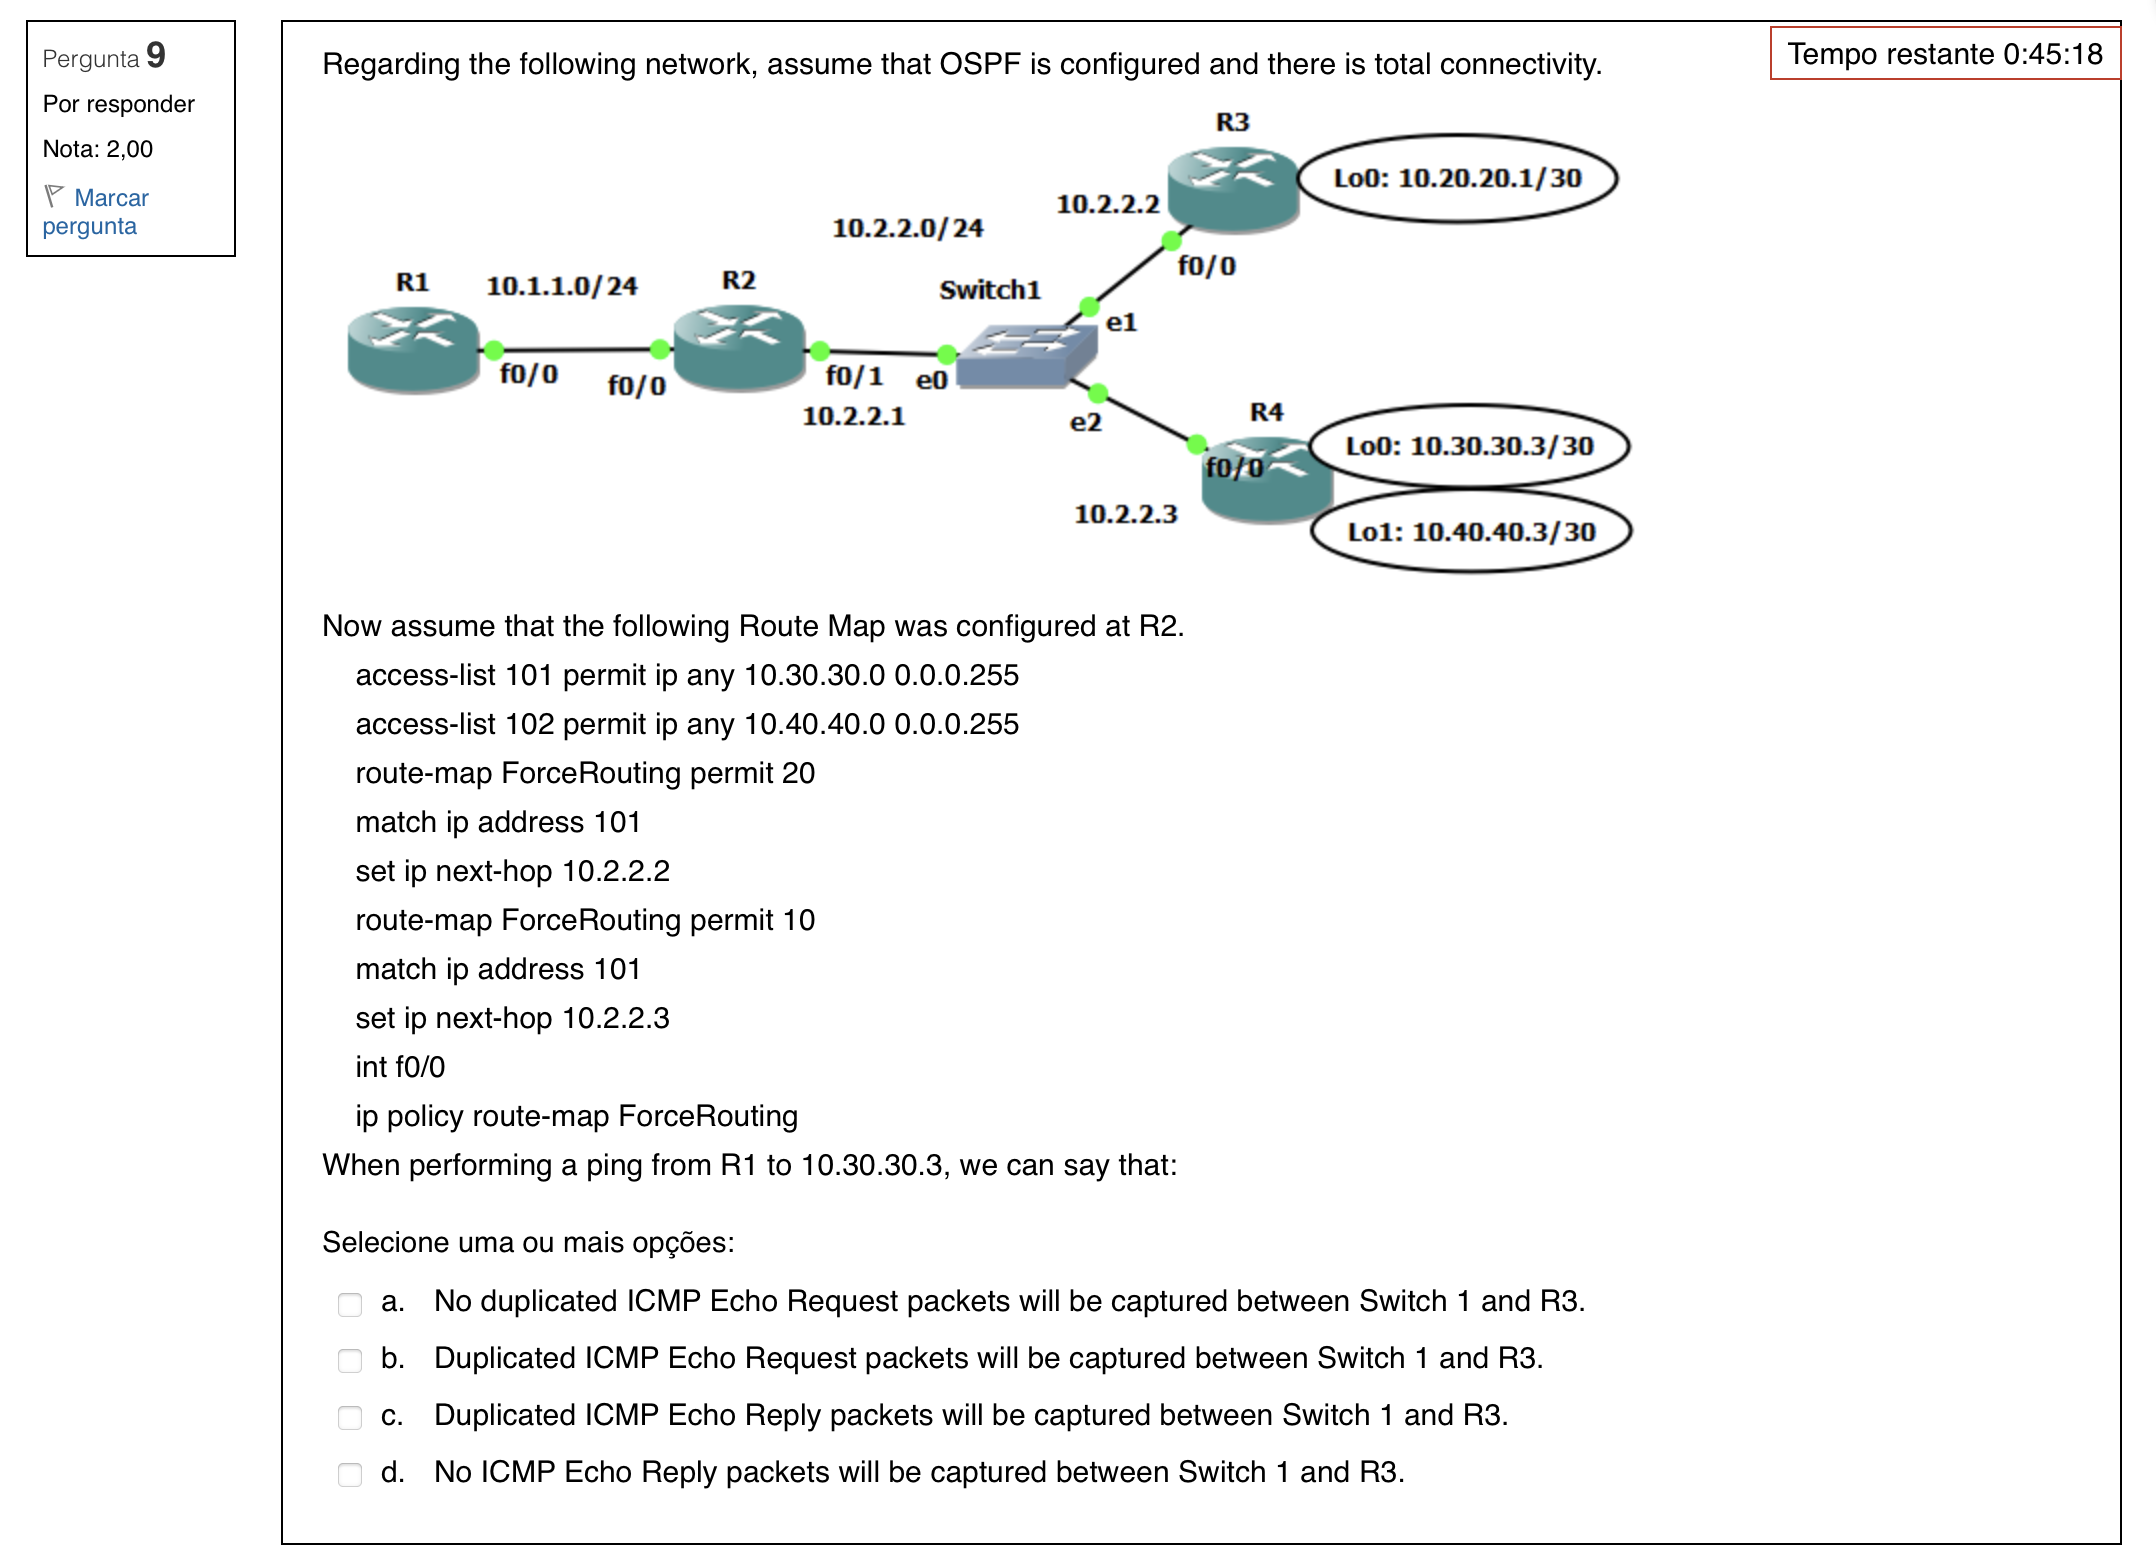 Pergunta 9
Por responder
Nota: 2,00
Marcar
pergunta
Tempo restante 0:45:18
Regarding the following network, assume that OSPF is configured and there is total connectivity.
R3
Lo0: 10.20.20.1/30
10.2.2.2
10.2.2.0/24
f0/0
R1
10.1.1.0/24
R2
Switch1
e1
f0/0
f0/0
f0/1
e0
10.2.2.1
e2
R4
Lo0: 10.30.30.3/30
f0/0
10.2.2.3
Lo1: 10.40.40.3/30
Now assume that the following Route Map was configured at R2.
access-list 101 permit ip any 10.30.30.0 0.0.0.255
access-list 102 permit ip any 10.40.40.0 0.0.0.255
route-map ForceRouting permit 20
match ip address 101
set ip next-hop 10.2.2.2
route-map ForceRouting permit 10
match ip address 101
set ip next-hop 10.2.2.3
int f0/0
ip policy route-map ForceRouting
When performing a ping from R1 to 10.30.30.3, we can say that:
Selecione uma ou mais opções:
a. No duplicated ICMP Echo Request packets will be captured between Switch 1 and R3.
b. Duplicated ICMP Echo Request packets will be captured between Switch 1 and R3.
c. Duplicated ICMP Echo Reply packets will be captured between Switch 1 and R3.
d. No ICMP Echo Reply packets will be captured between Switch 1 and R3.